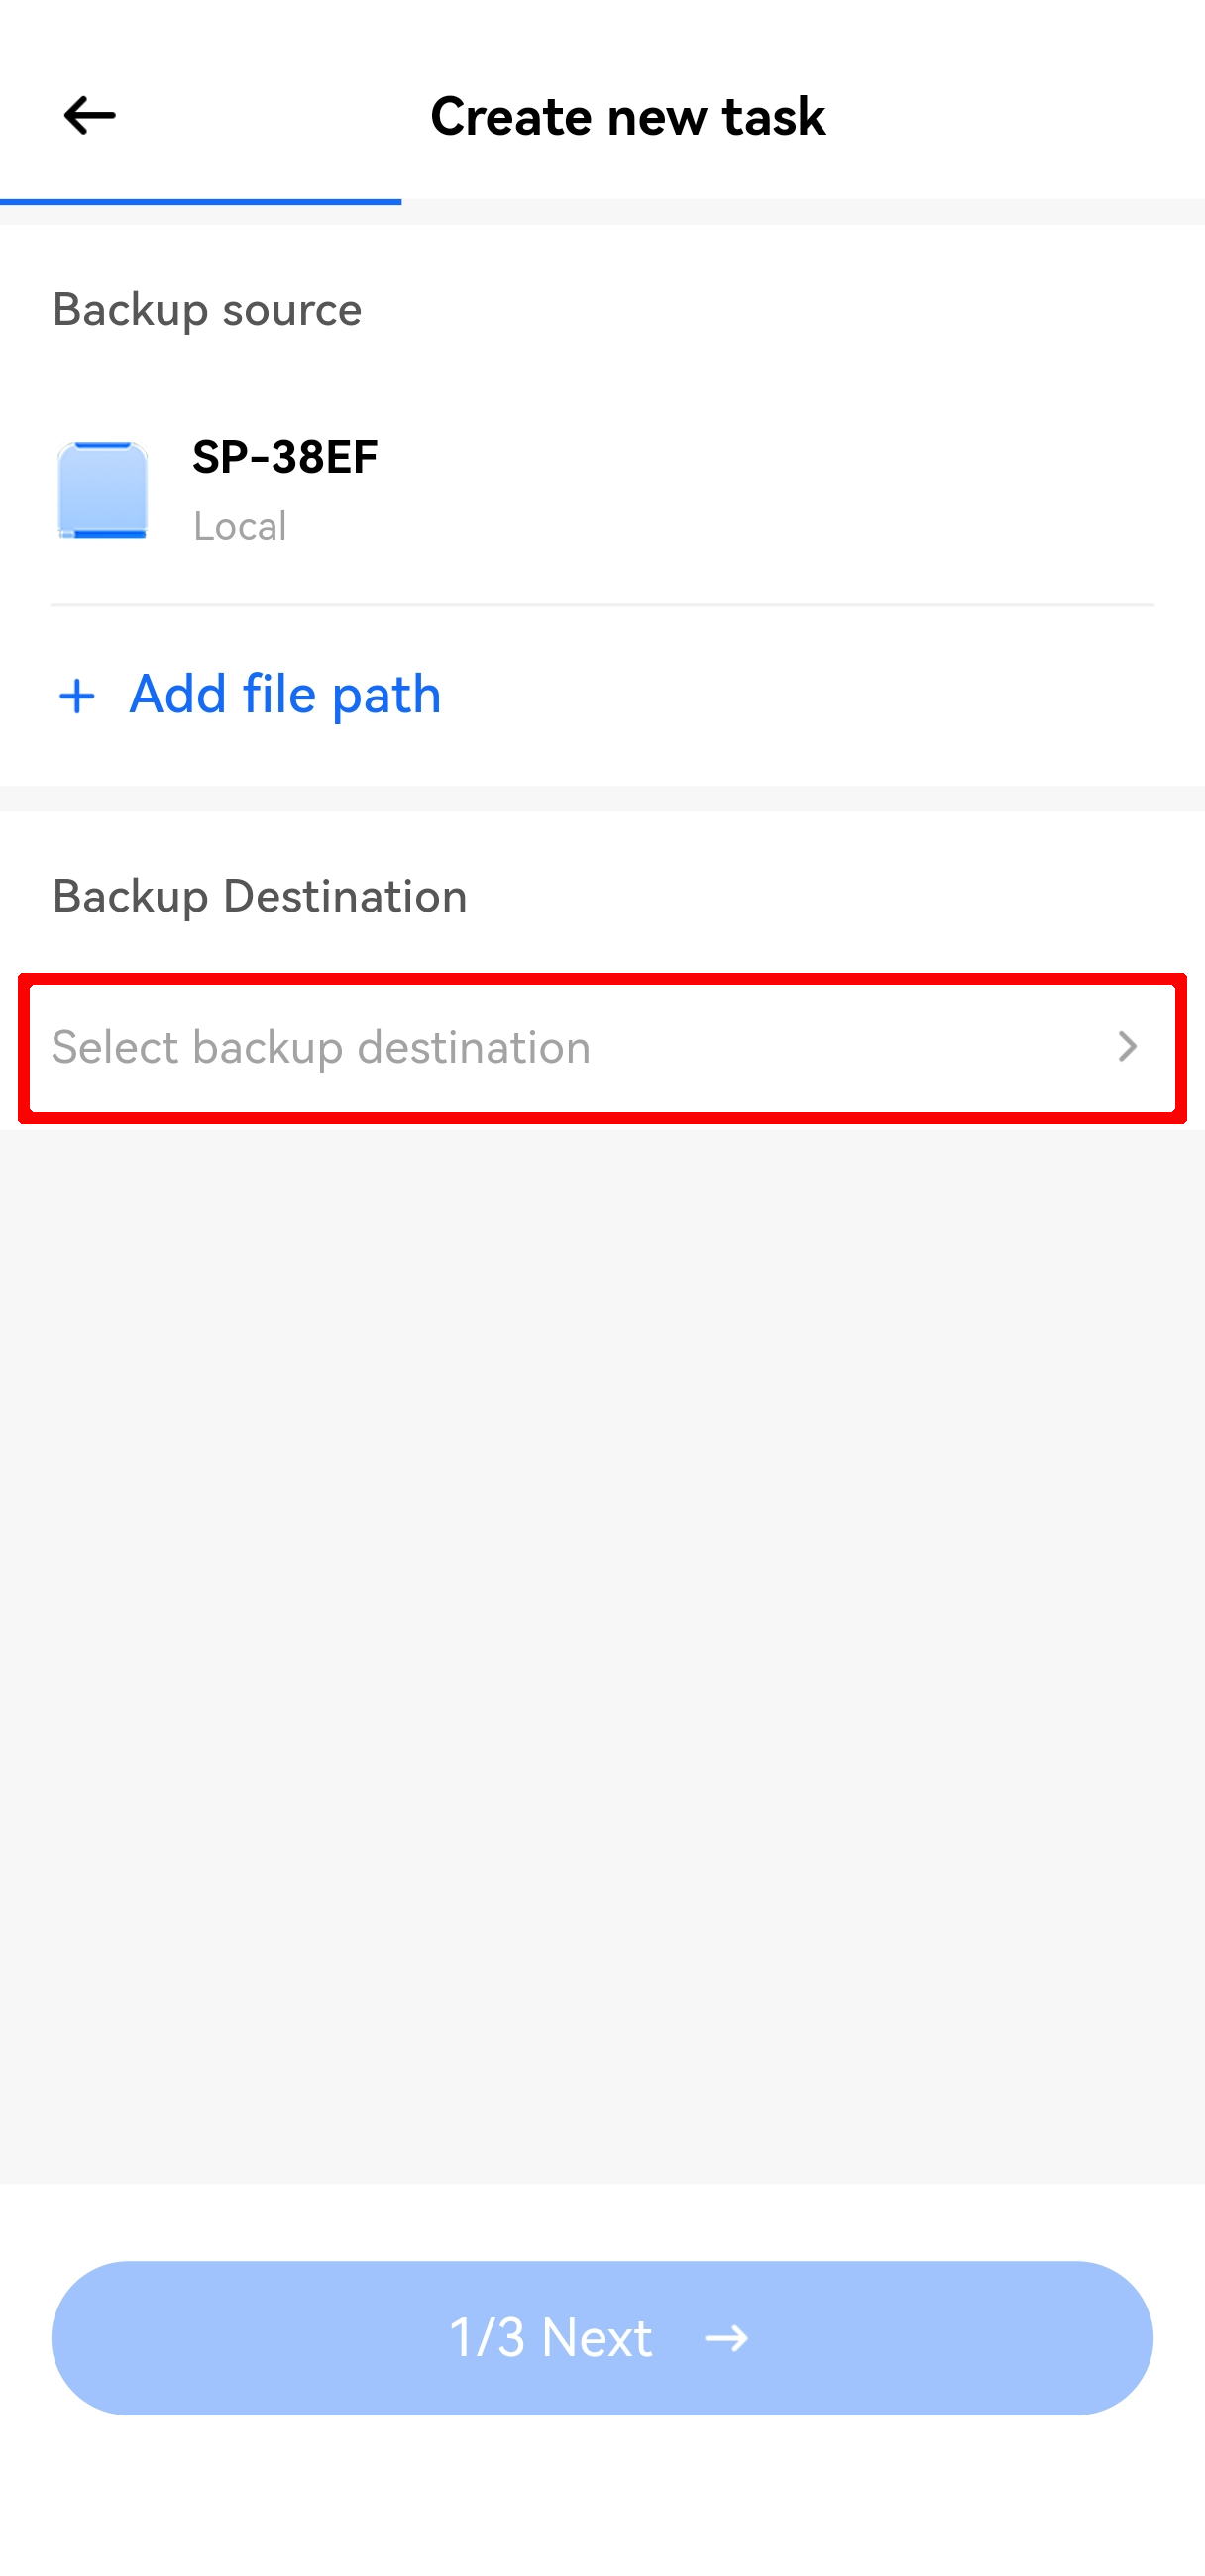 Create new task
Backup source
SP-38EF
Local
+ Add file path
Backup Destination
Select backup destination
1/3 Next →